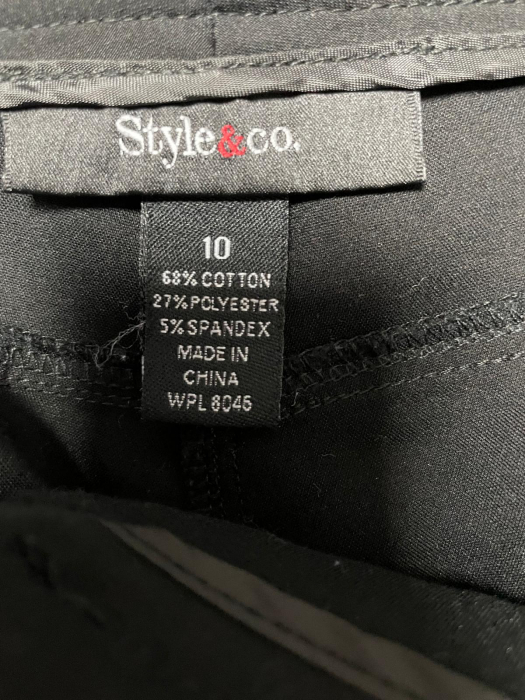 Style&co.
10
68% COTTON
27% POLYESTER
5% SPANDEX
MADE IN
CHINA
WPL 8046